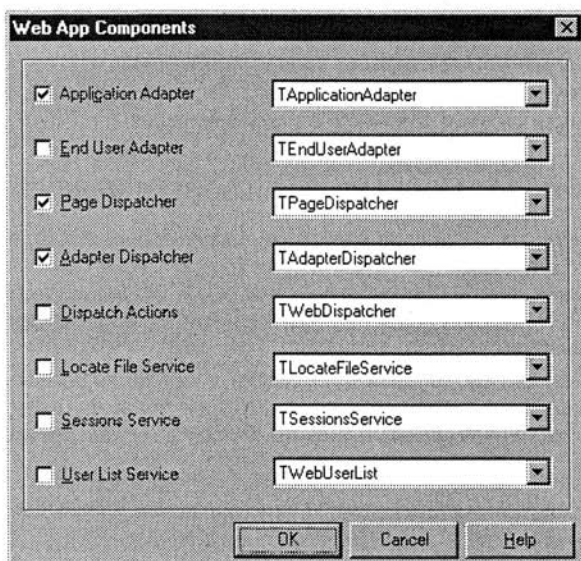 Web App Components
Application Adapter TApplicationAdapter
End User Adapter TEndUserAdapter
Page Dispatcher TPageDispatcher
Adapter Dispatcher TAdapterDispatcher
Dispatch Actions TWebDispatcher
Locate File Service TLocateFileService
Sessions Service TSessionsService
User List Service TWebUserList
OK Cancel Help